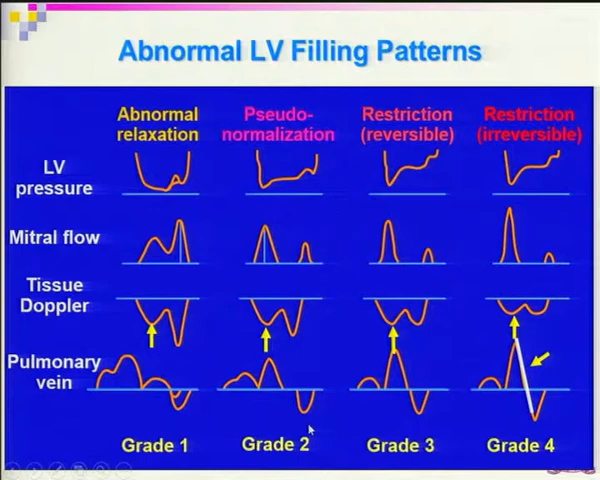 Abnormal LV Filling Patterns
Abnormal
relaxation
Pseudo-
normalization
Restriction
(reversible)
Restriction
(irreversible)
LV
pressure
Mitral flow
Tissue
Doppler
Pulmonary
vein
Grade 1
Grade 2
Grade 3
Grade 4